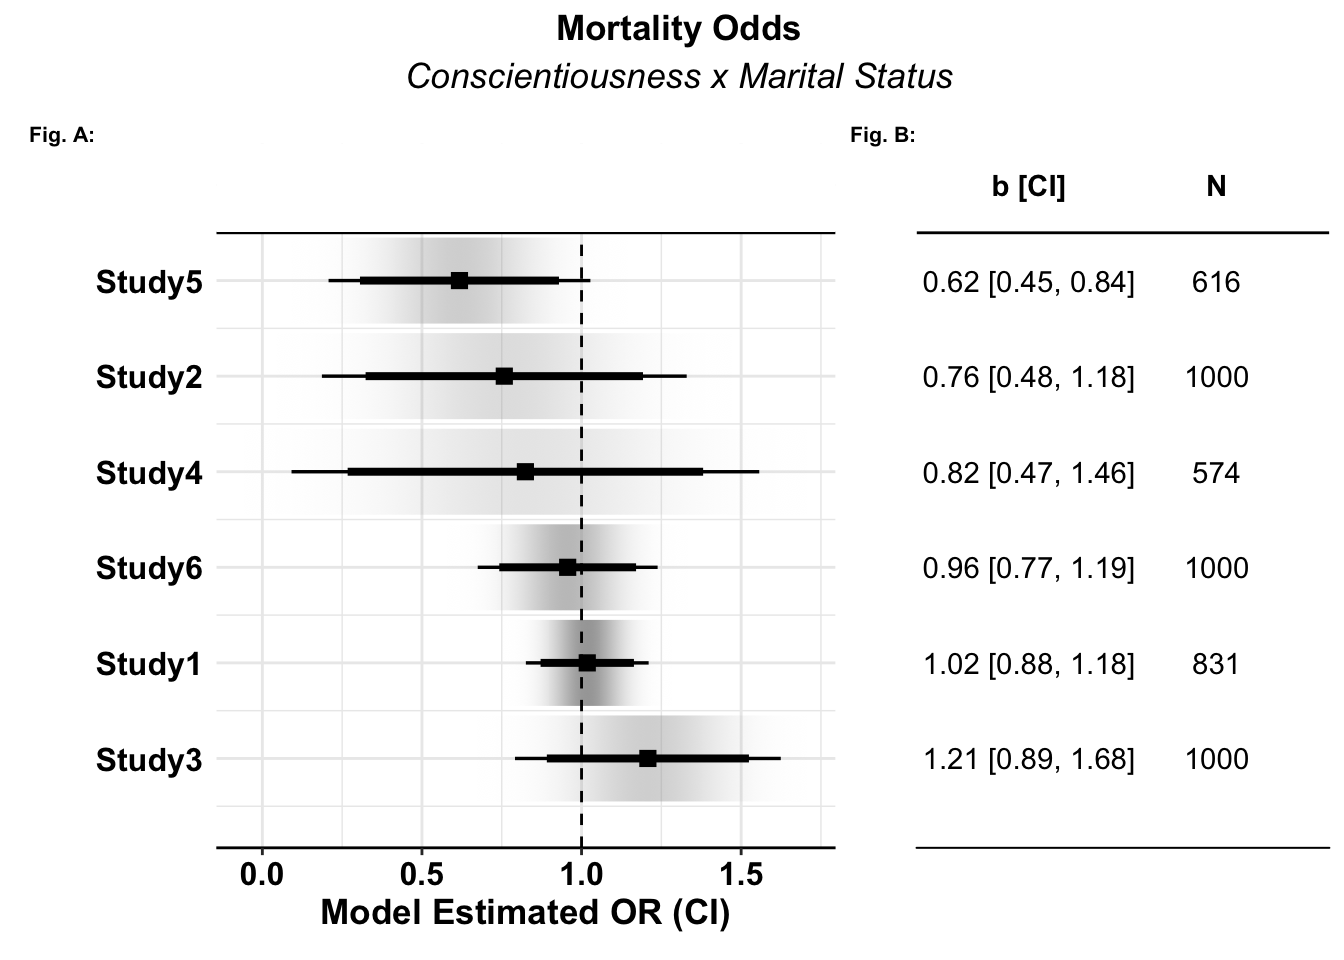 Mortality Odds
Conscientiousness x Marital Status
Fig. A:
Fig. B:
b [CI] N
Study5 0.62 [0.45, 0.84] 616
Study2 0.76 [0.48, 1.18] 1000
Study4 0.82 [0.47, 1.46] 574
Study6 0.96 [0.77, 1.19] 1000
Study1 1.02 [0.88, 1.18] 831
Study3 1.21 [0.89, 1.68] 1000
0.0 0.5 1.0 1.5
Model Estimated OR (CI)